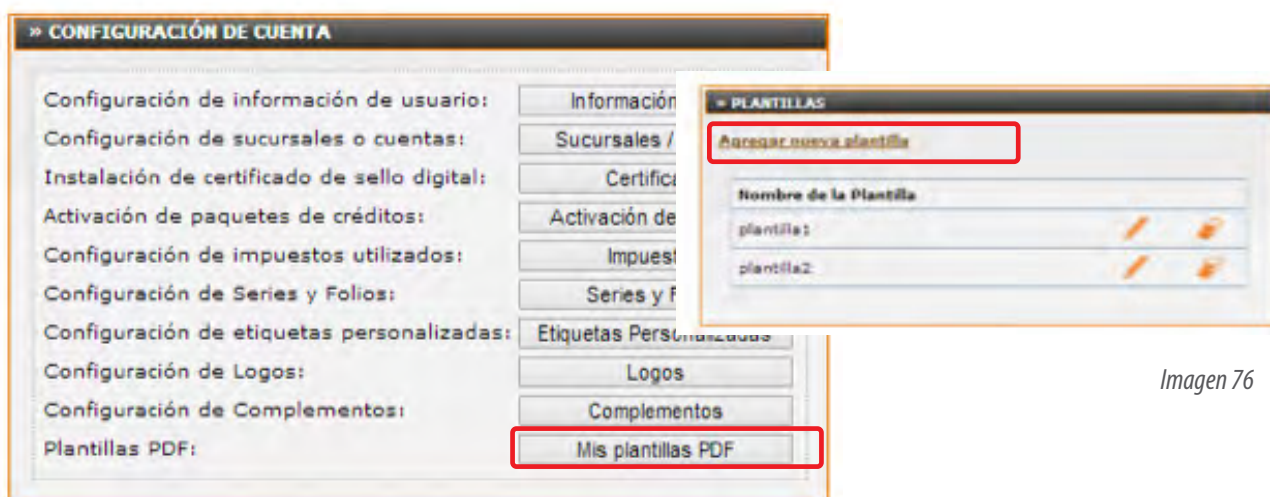 » CONFIGURACIÓN DE CUENTA
Configuración de información de usuario: Información
Configuración de sucursales o cuentas: Sucursales /
Instalación de certificado de sello digital: Certifica
Activación de paquetes de créditos: Activación de
Configuración de impuestos utilizados: Impuest
Configuración de Series y Folios: Series y F
Configuración de etiquetas personalizadas: Etiquetas Personalizadas
Configuración de Logos: Logos
Configuración de Complementos: Complementos
Plantillas PDF: Mis plantillas PDF
» PLANTILLAS
Agregar nueva plantilla
Nombre de la Plantilla
plantilla1
plantilla2
Imagen 76